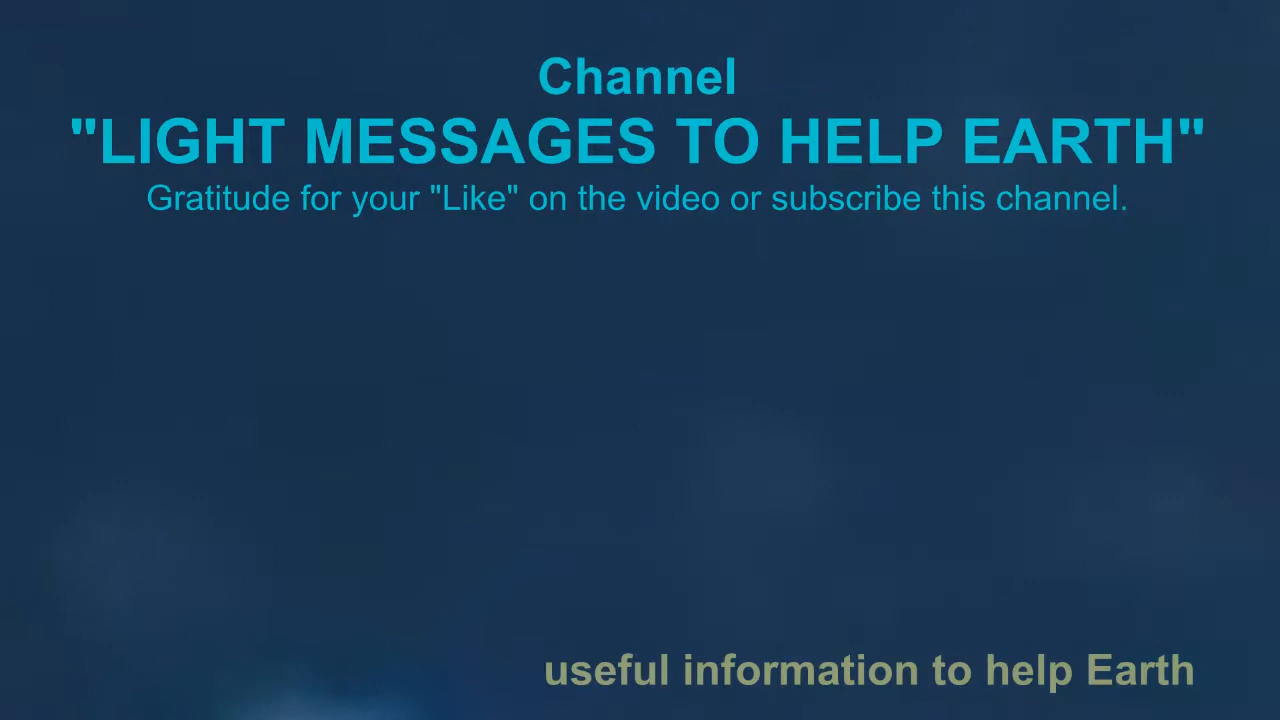 Channel
"LIGHT MESSAGES TO HELP EARTH"
Gratitude for your "Like" on the video or subscribe this channel.
useful information to help Earth